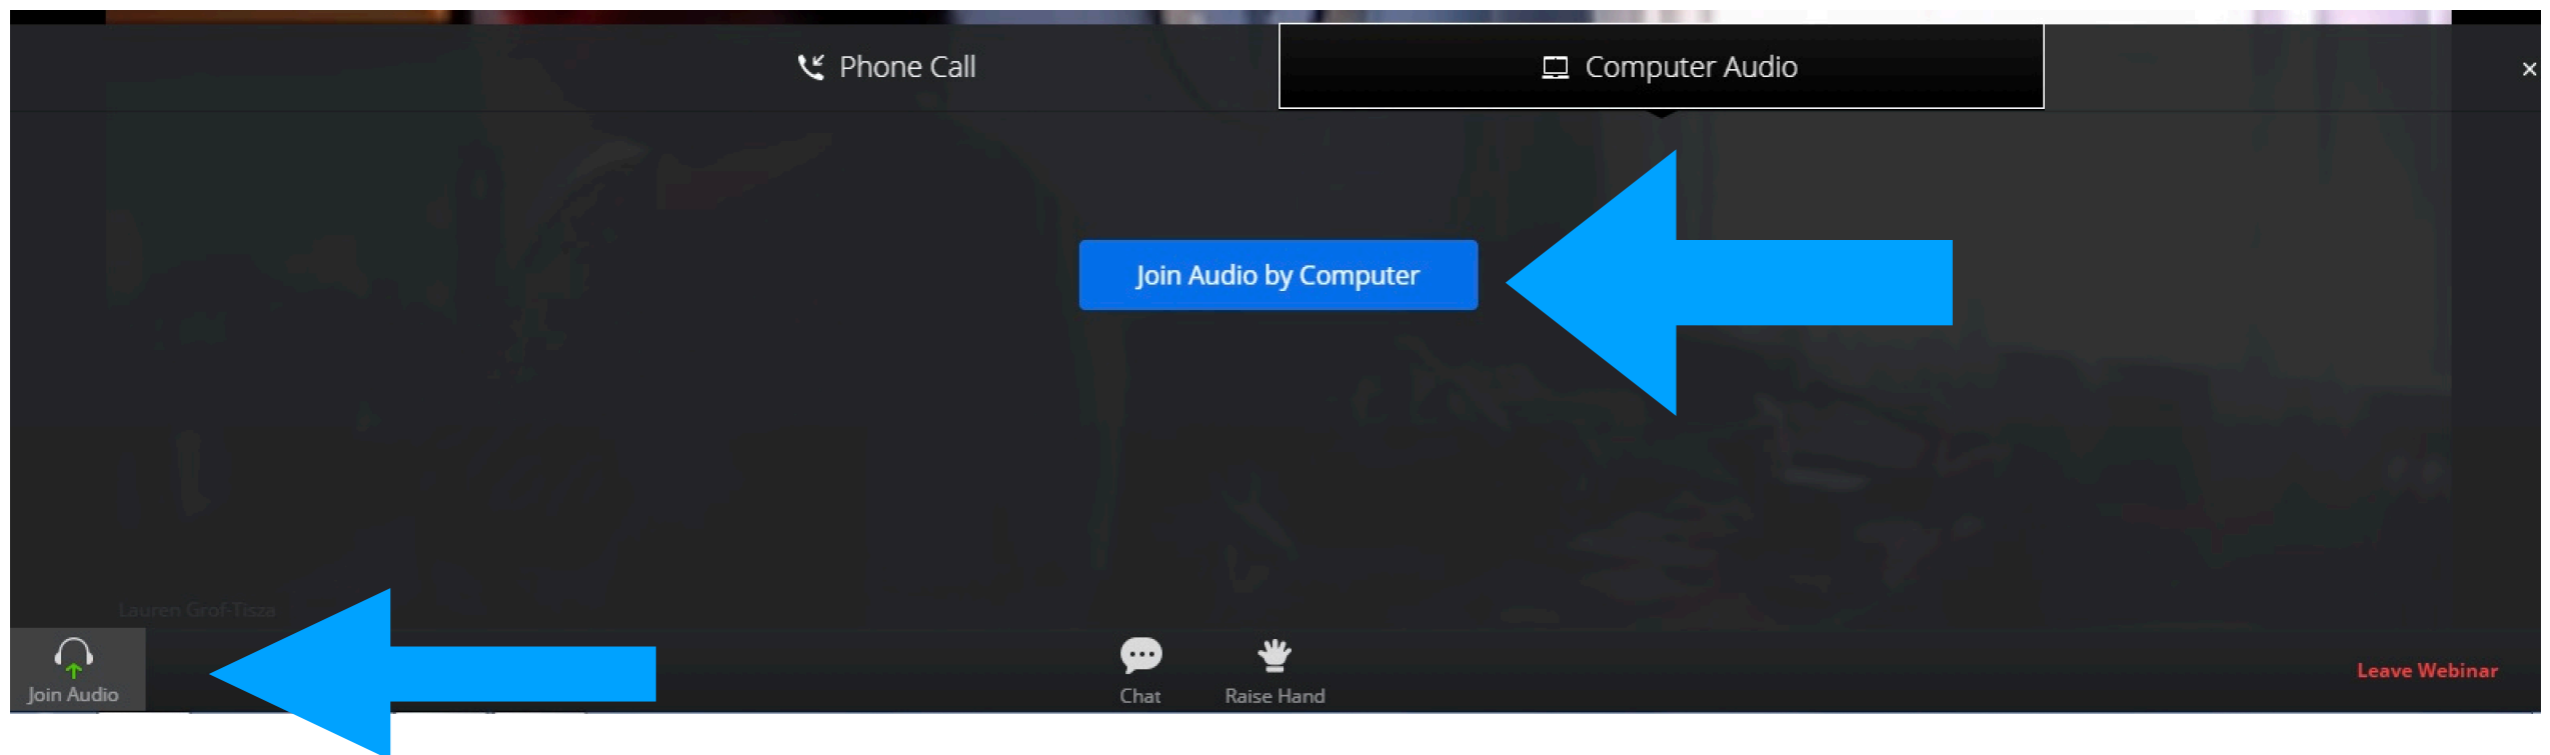 Phone Call
Computer Audio
Join Audio by Computer
Lauren Grof-Tisza
Join Audio
Chat
Raise Hand
Leave Webinar